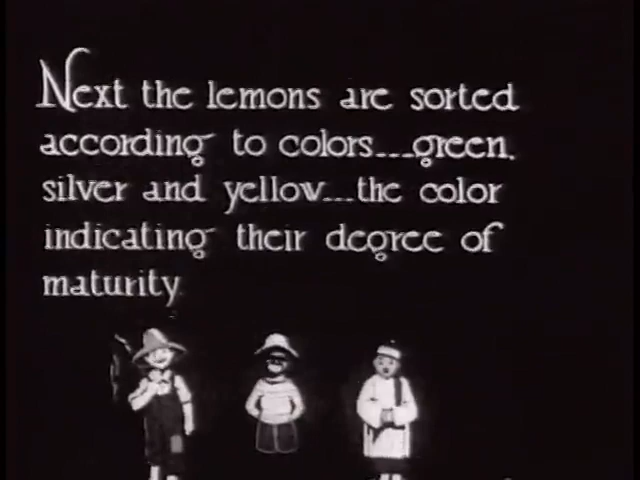 Next the lemons are sorted
according to colors...green,
silver and yellow...the color
indicating their degree of
maturity